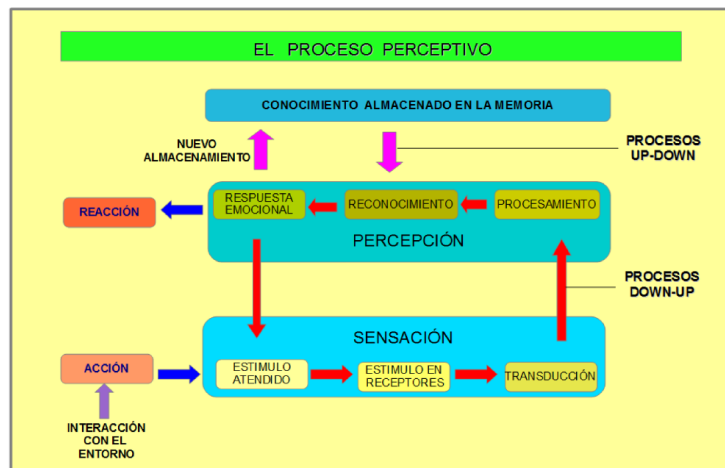 EL PROCESO PERCEPTIVO
CONOCIMIENTO ALMACENADO EN LA MEMORIA
NUEVO
ALMACENAMIENTO
PROCESOS
UP-DOWN
REACCIÓN
RESPUESTA
EMOCIONAL
RECONOCIMIENTO
PROCESAMIENTO
PERCEPCIÓN
PROCESOS
DOWN-UP
SENSACIÓN
ACCIÓN
ESTIMULO
ATENDIDO
ESTIMULO EN
RECEPTORES
TRANSDUCCIÓN
INTERACCIÓN
CON EL
ENTORNO